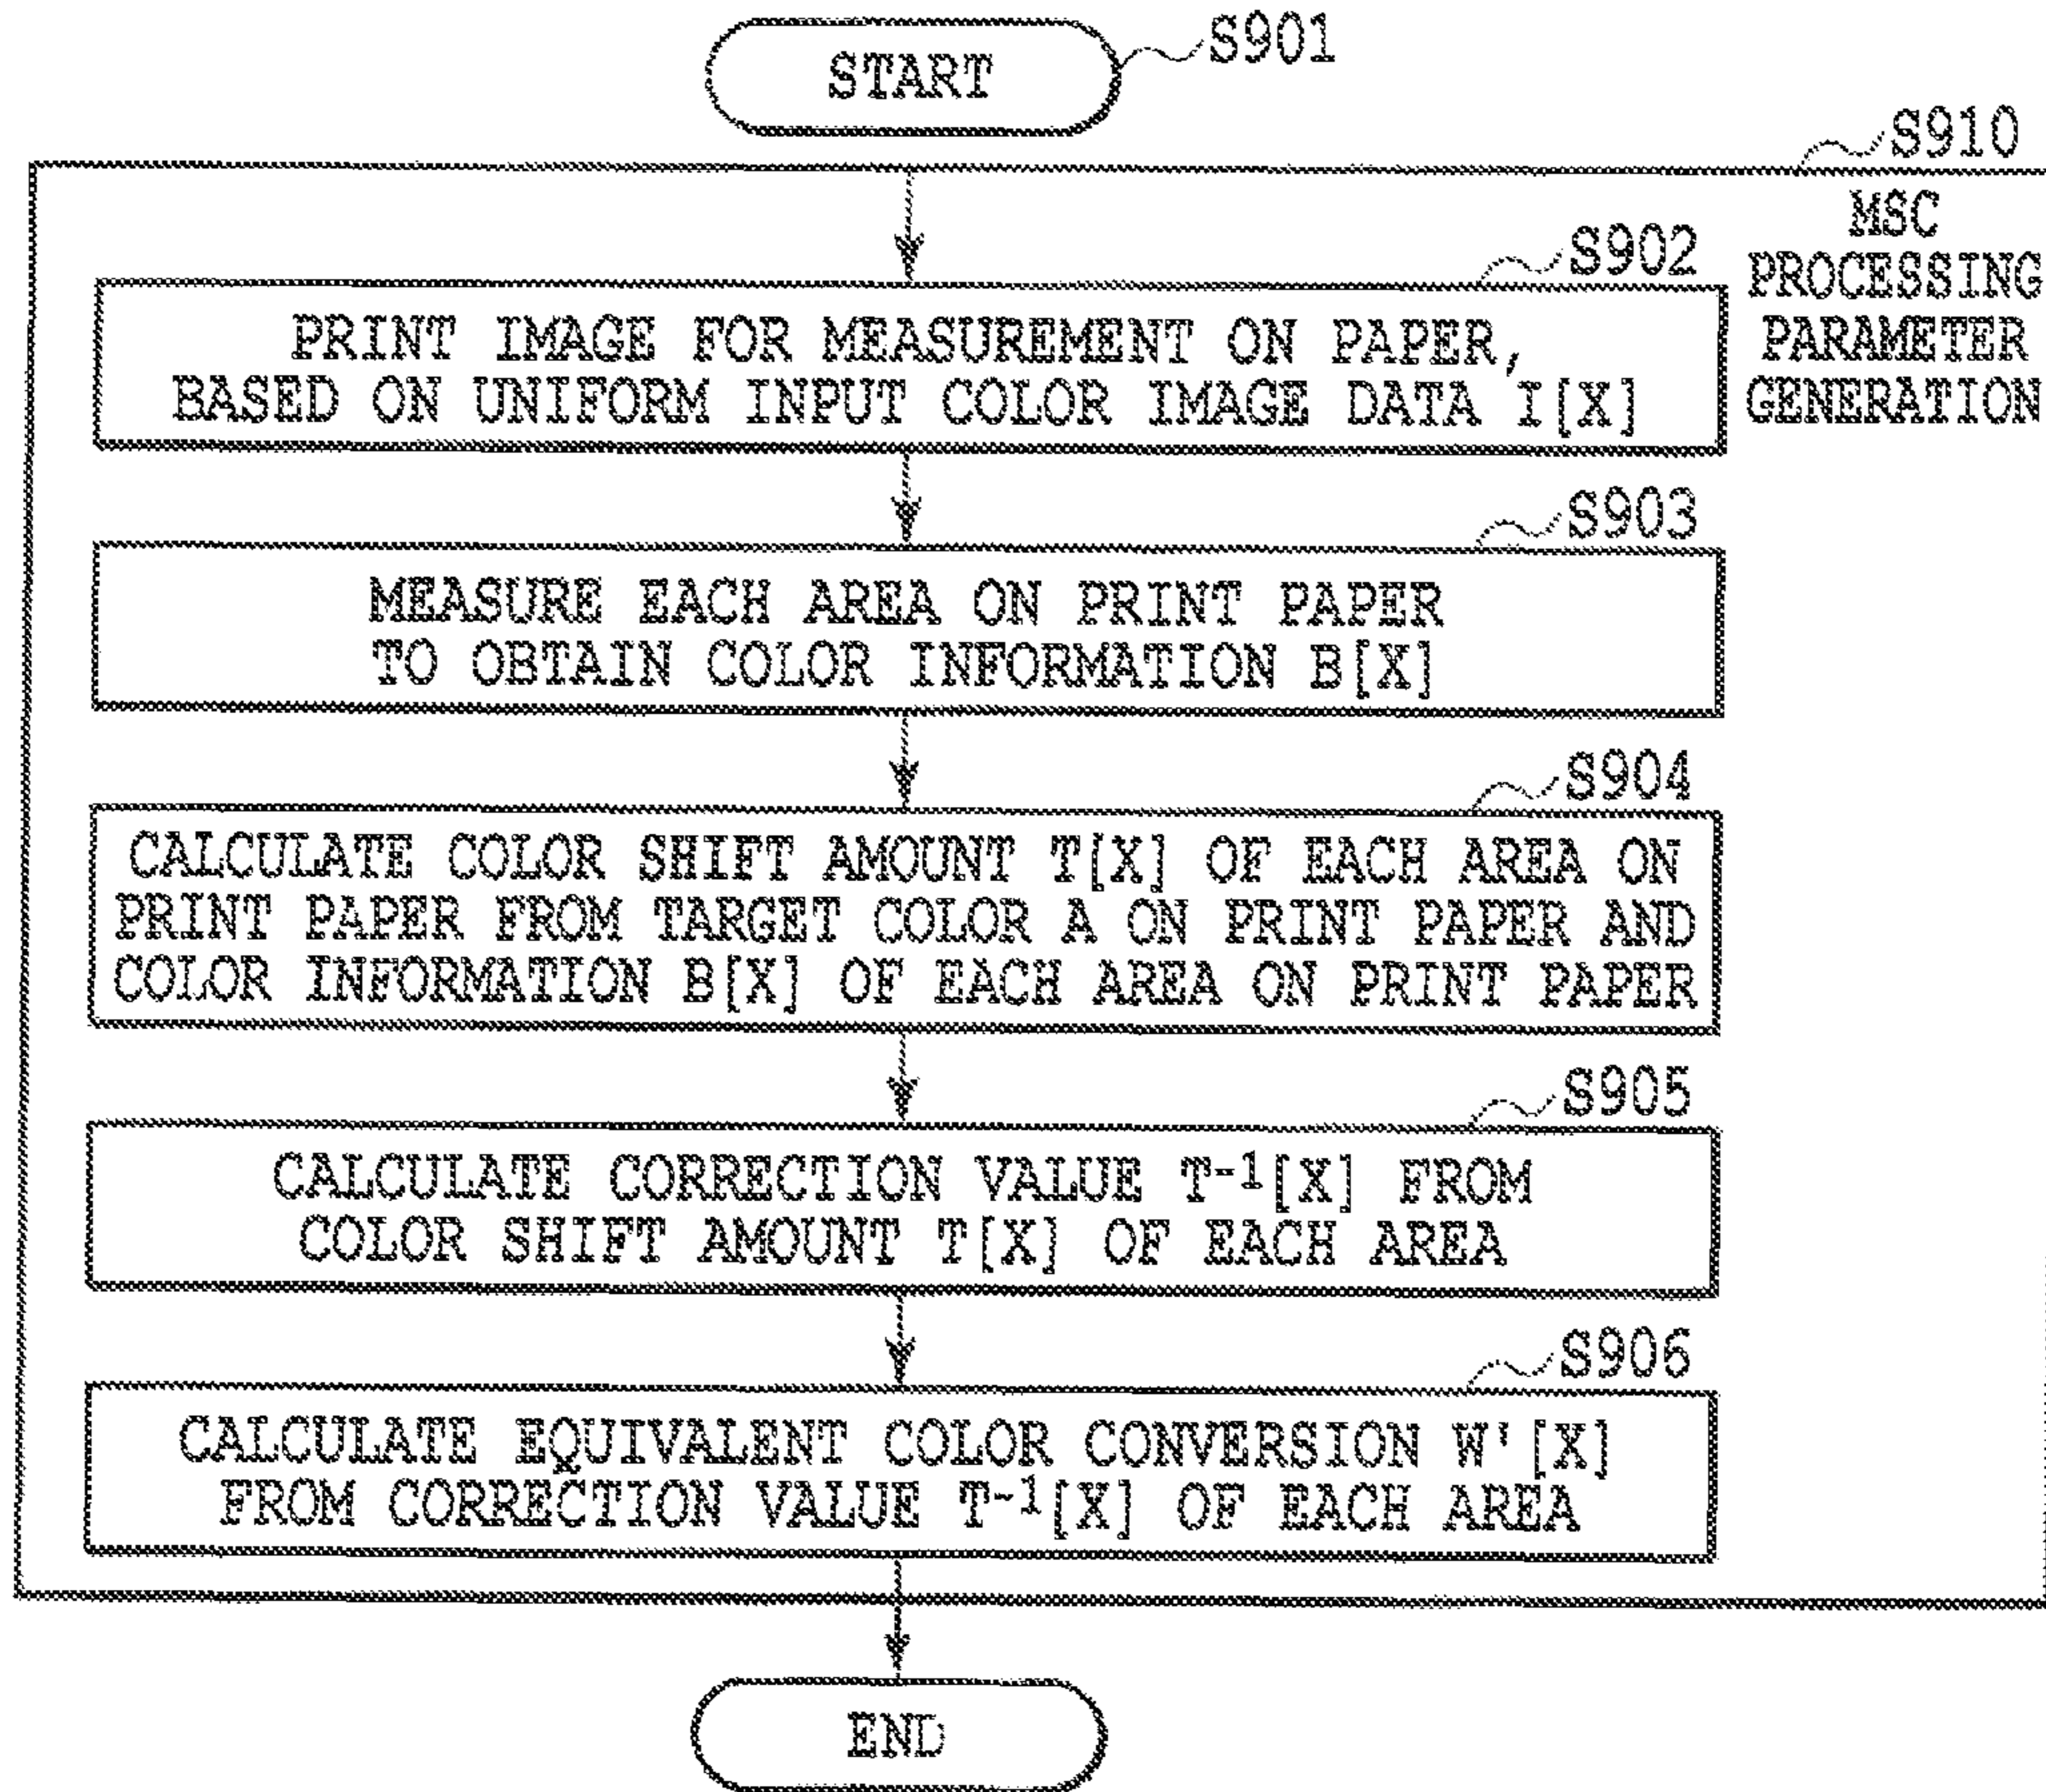 START
S901
S910
MSC
PROCESSING
PARAMETER
GENERATION
S902
PRINT IMAGE FOR MEASUREMENT ON PAPER,
BASED ON UNIFORM INPUT COLOR IMAGE DATA I[X]
S903
MEASURE EACH AREA ON PRINT PAPER
TO OBTAIN COLOR INFORMATION B[X]
S904
CALCULATE COLOR SHIFT AMOUNT T[X] OF EACH AREA ON
PRINT PAPER FROM TARGET COLOR A ON PRINT PAPER AND
COLOR INFORMATION B[X] OF EACH AREA ON PRINT PAPER
S905
CALCULATE CORRECTION VALUE T⁻¹[X] FROM
COLOR SHIFT AMOUNT T[X] OF EACH AREA
S906
CALCULATE EQUIVALENT COLOR CONVERSION W'[X]
FROM CORRECTION VALUE T⁻¹[X] OF EACH AREA
END